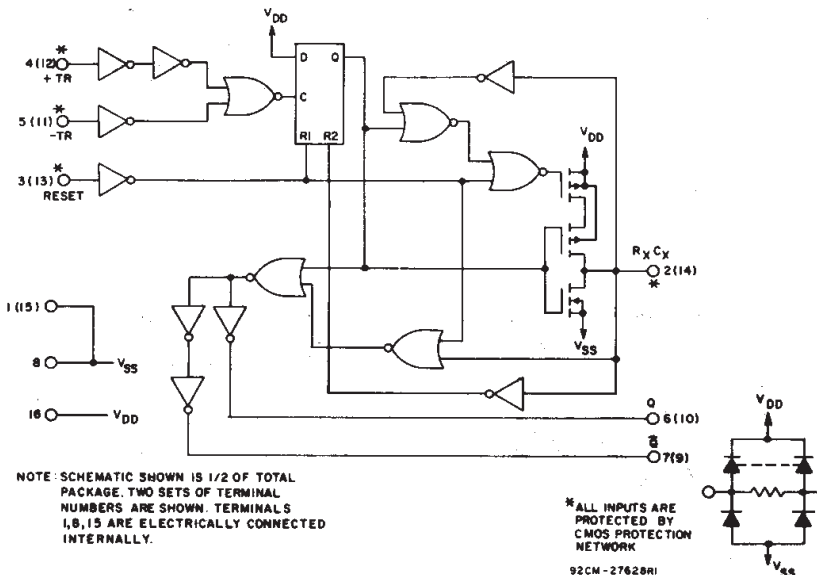 VDD
*
4(12)
+ TR
D
Q
C
*
5(11)
-TR
R1 R2
*
3(13)
RESET
VDD
RX CX
2(14)
*
VSS
1(15)
8
VSS
16
VDD
Q
6(10)
Q̅
7(9)
NOTE: SCHEMATIC SHOWN IS 1/2 OF TOTAL
PACKAGE. TWO SETS OF TERMINAL
NUMBERS ARE SHOWN. TERMINALS
1,8,15 ARE ELECTRICALLY CONNECTED
INTERNALLY.
VDD
*ALL INPUTS ARE
PROTECTED BY
CMOS PROTECTION
NETWORK
VSS
92CM-27628R1